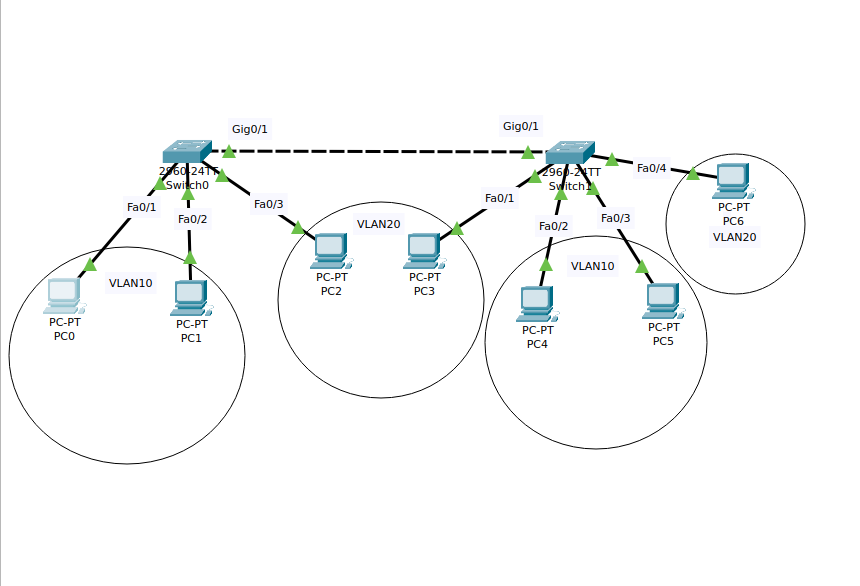 Gig0/1
Gig0/1
2960-24TT
Switch0
2960-24TT
Switch1
Fa0/1
Fa0/2
Fa0/3
Fa0/1
Fa0/2
Fa0/3
Fa0/4
VLAN10
PC-PT
PC0
PC-PT
PC1
VLAN20
PC-PT
PC2
PC-PT
PC3
VLAN10
PC-PT
PC4
PC-PT
PC5
PC-PT
PC6
VLAN20